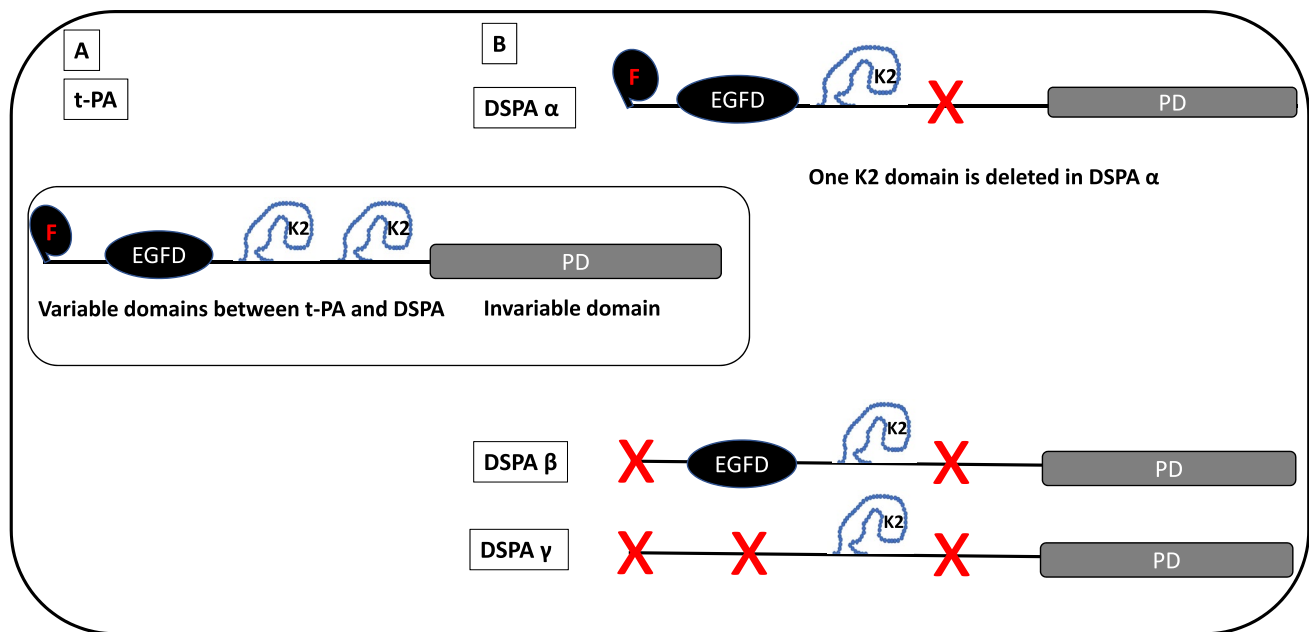 A
t-PA
B
DSPA α
F
EGFD
K2
PD
One K2 domain is deleted in DSPA α
F
EGFD
K2
K2
PD
Variable domains between t-PA and DSPA
Invariable domain
DSPA β
EGFD
K2
PD
DSPA γ
K2
PD